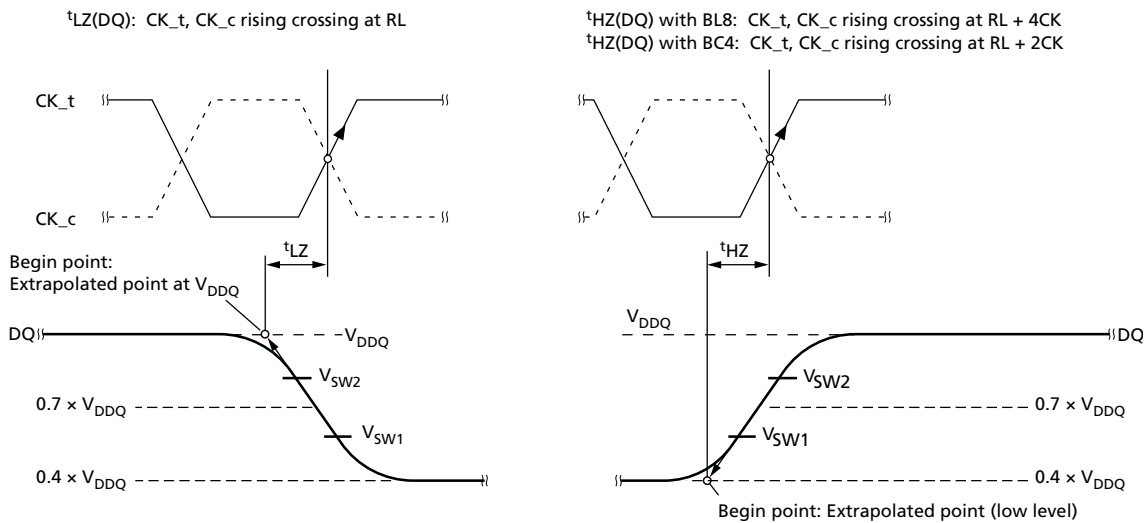 tLZ(DQ): CK_t, CK_c rising crossing at RL
tHZ(DQ) with BL8: CK_t, CK_c rising crossing at RL + 4CK
tHZ(DQ) with BC4: CK_t, CK_c rising crossing at RL + 2CK
CK_t
CK_c
tLZ
tHZ
Begin point:
Extrapolated point at VDDQ
DQ
VDDQ
VSW2
0.7 × VDDQ
VSW1
0.4 × VDDQ
VDDQ
DQ
VSW2
0.7 × VDDQ
VSW1
0.4 × VDDQ
Begin point: Extrapolated point (low level)